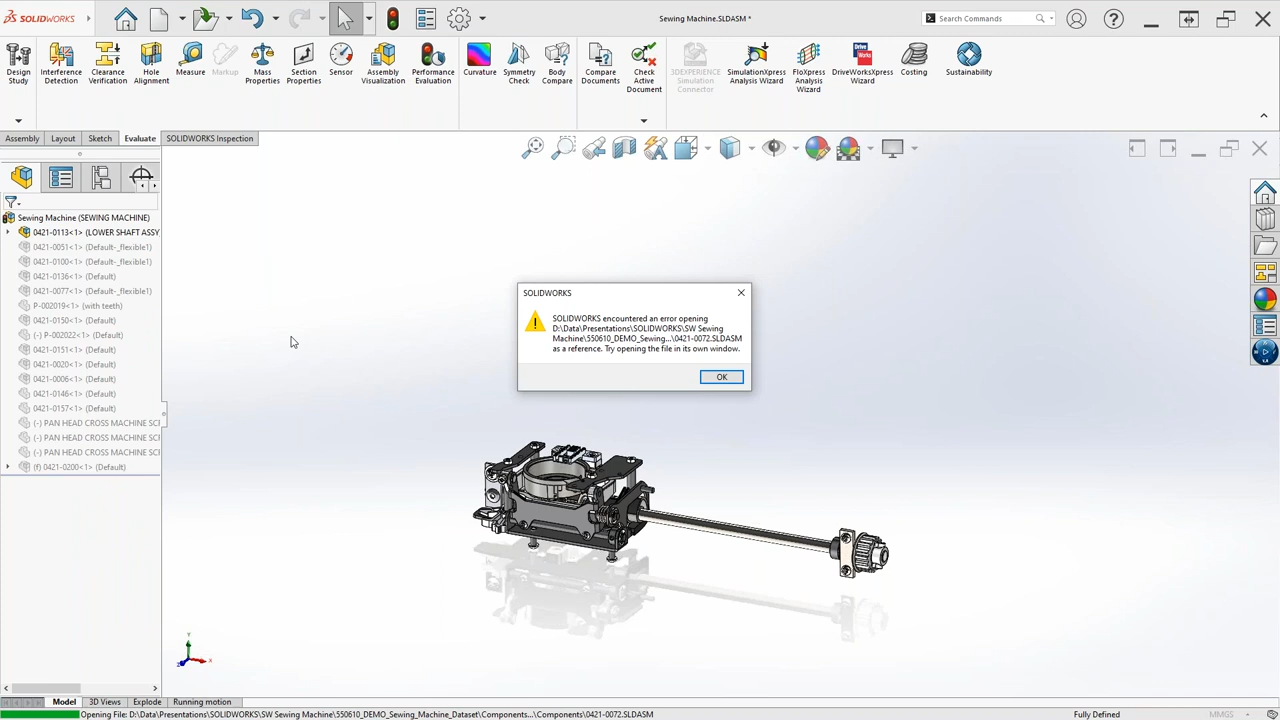 SOLIDWORKS
Sewing Machine.SLDASM *
Search Commands
Design Study
Interference Detection
Clearance Verification
Hole Alignment
Measure
Markup
Mass Properties
Section Properties
Sensor
Assembly Visualization
Performance Evaluation
Curvature
Symmetry Check
Body Compare
Compare Documents
Check Active Document
3DEXPERIENCE Simulation Connector
SimulationXpress Analysis Wizard
FloXpress Analysis Wizard
DriveWorksXpress Wizard
Costing
Sustainability
Assembly
Layout
Sketch
Evaluate
SOLIDWORKS Inspection
Sewing Machine (SEWING MACHINE)
0421-0113<1> (LOWER SHAFT ASSY
0421-0051<1> (Default-_flexible1)
0421-0100<1> (Default-_flexible1)
0421-0136<1> (Default)
0421-0077<1> (Default-_flexible1)
P-002019<1> (with teeth)
0421-0150<1> (Default)
(-) P-002022<1> (Default)
0421-0151<1> (Default)
0421-0020<1> (Default)
0421-0006<1> (Default)
0421-0146<1> (Default)
0421-0157<1> (Default)
(-) PAN HEAD CROSS MACHINE SCF
(-) PAN HEAD CROSS MACHINE SCF
(-) PAN HEAD CROSS MACHINE SCF
(f) 0421-0200<1> (Default)
SOLIDWORKS
SOLIDWORKS encountered an error opening
D:\Data\Presentations\SOLIDWORKS\SW Sewing
Machine\550610_DEMO_Sewing...\0421-0072.SLDASM
as a reference. Try opening the file in its own window.
OK
Y
X
Z
Model
3D Views
Explode
Running motion
Opening File: D:\Data\Presentations\SOLIDWORKS\SW Sewing Machine\550610_DEMO_Sewing_Machine_Dataset\Components...\Components\0421-0072.SLDASM
Fully Defined
MMGS